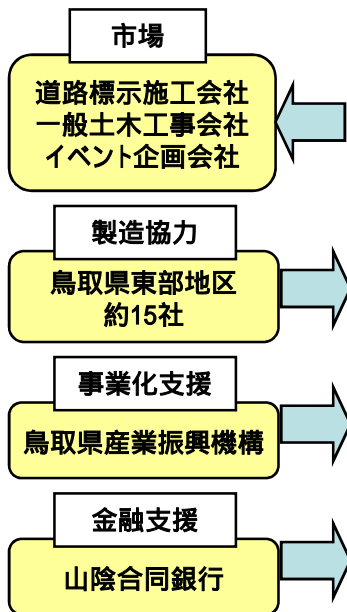 市場
道路標示施工会社
一般土木工事会社
イベント企画会社
製造協力
鳥取県東部地区
約15社
事業化支援
鳥取県産業振興機構
金融支援
山陰合同銀行